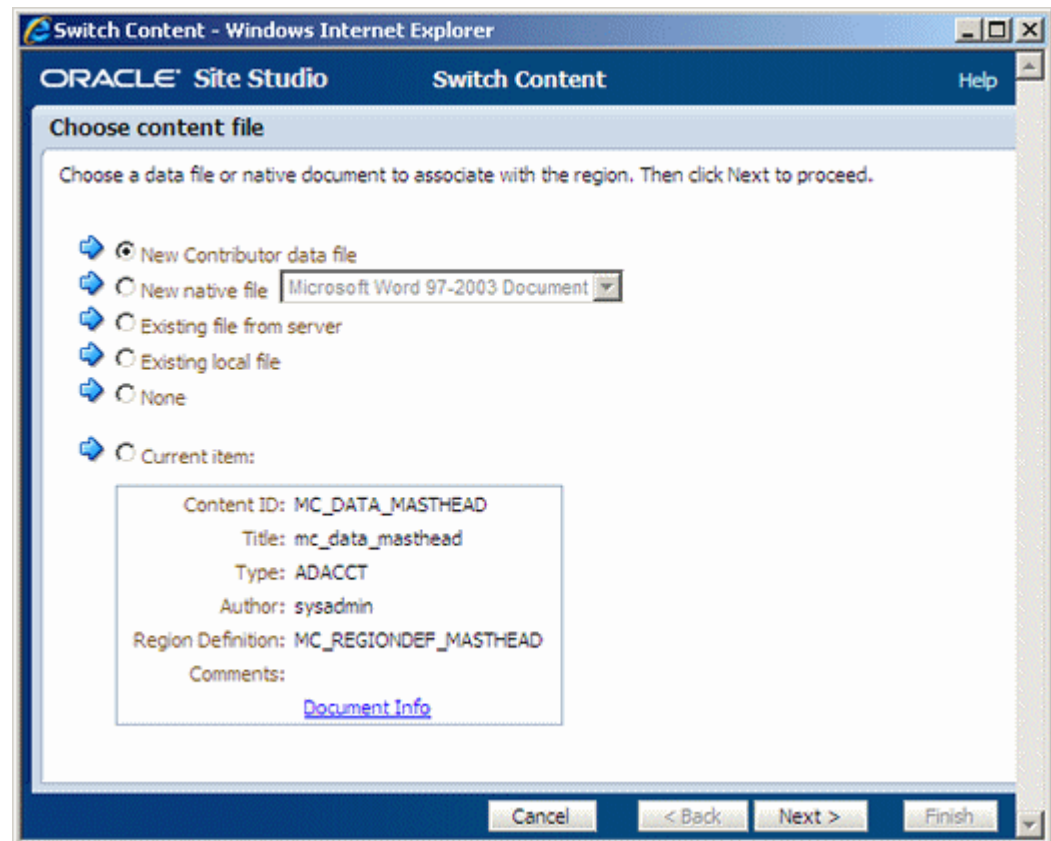 Switch Content - Windows Internet Explorer
ORACLE Site Studio Switch Content Help
Choose content file
Choose a data file or native document to associate with the region. Then click Next to proceed.
New Contributor data file
New native file Microsoft Word 97-2003 Document
Existing file from server
Existing local file
None
Current item:
Content ID: MC_DATA_MASTHEAD
Title: mc_data_masthead
Type: ADACCT
Author: sysadmin
Region Definition: MC_REGIONDEF_MASTHEAD
Comments:
Document Info
Cancel < Back Next > Finish